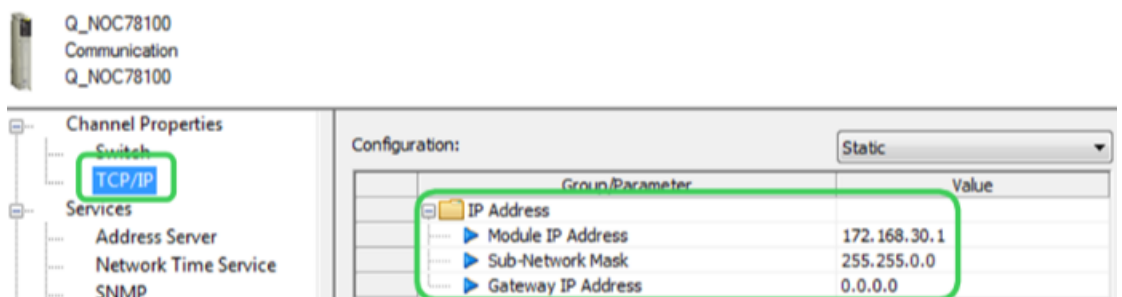 Q_NOC78100
Communication
Q_NOC78100
Channel Properties
Switch
TCP/IP
Services
Address Server
Network Time Service
SNMP
Configuration: Static
Group/Parameter Value
IP Address
Module IP Address 172.168.30.1
Sub-Network Mask 255.255.0.0
Gateway IP Address 0.0.0.0